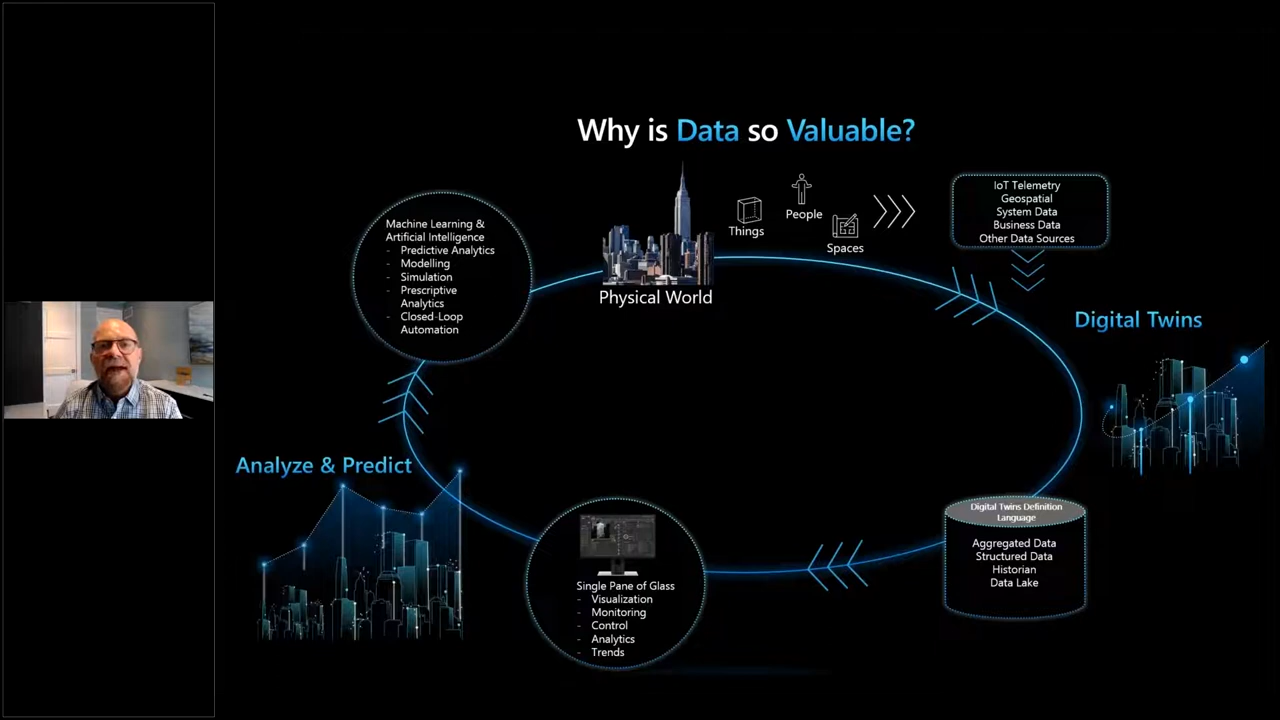 Why is Data so Valuable?
Machine Learning &
Artificial Intelligence
- Predictive Analytics
- Modelling
- Simulation
- Prescriptive
Analytics
- Closed-Loop
Automation
Physical World
Things
People
Spaces
IoT Telemetry
Geospatial
System Data
Business Data
Other Data Sources
Digital Twins
Digital Twins Definition
Language
Aggregated Data
Structured Data
Historian
Data Lake
Single Pane of Glass
- Visualization
- Monitoring
- Control
- Analytics
- Trends
Analyze & Predict